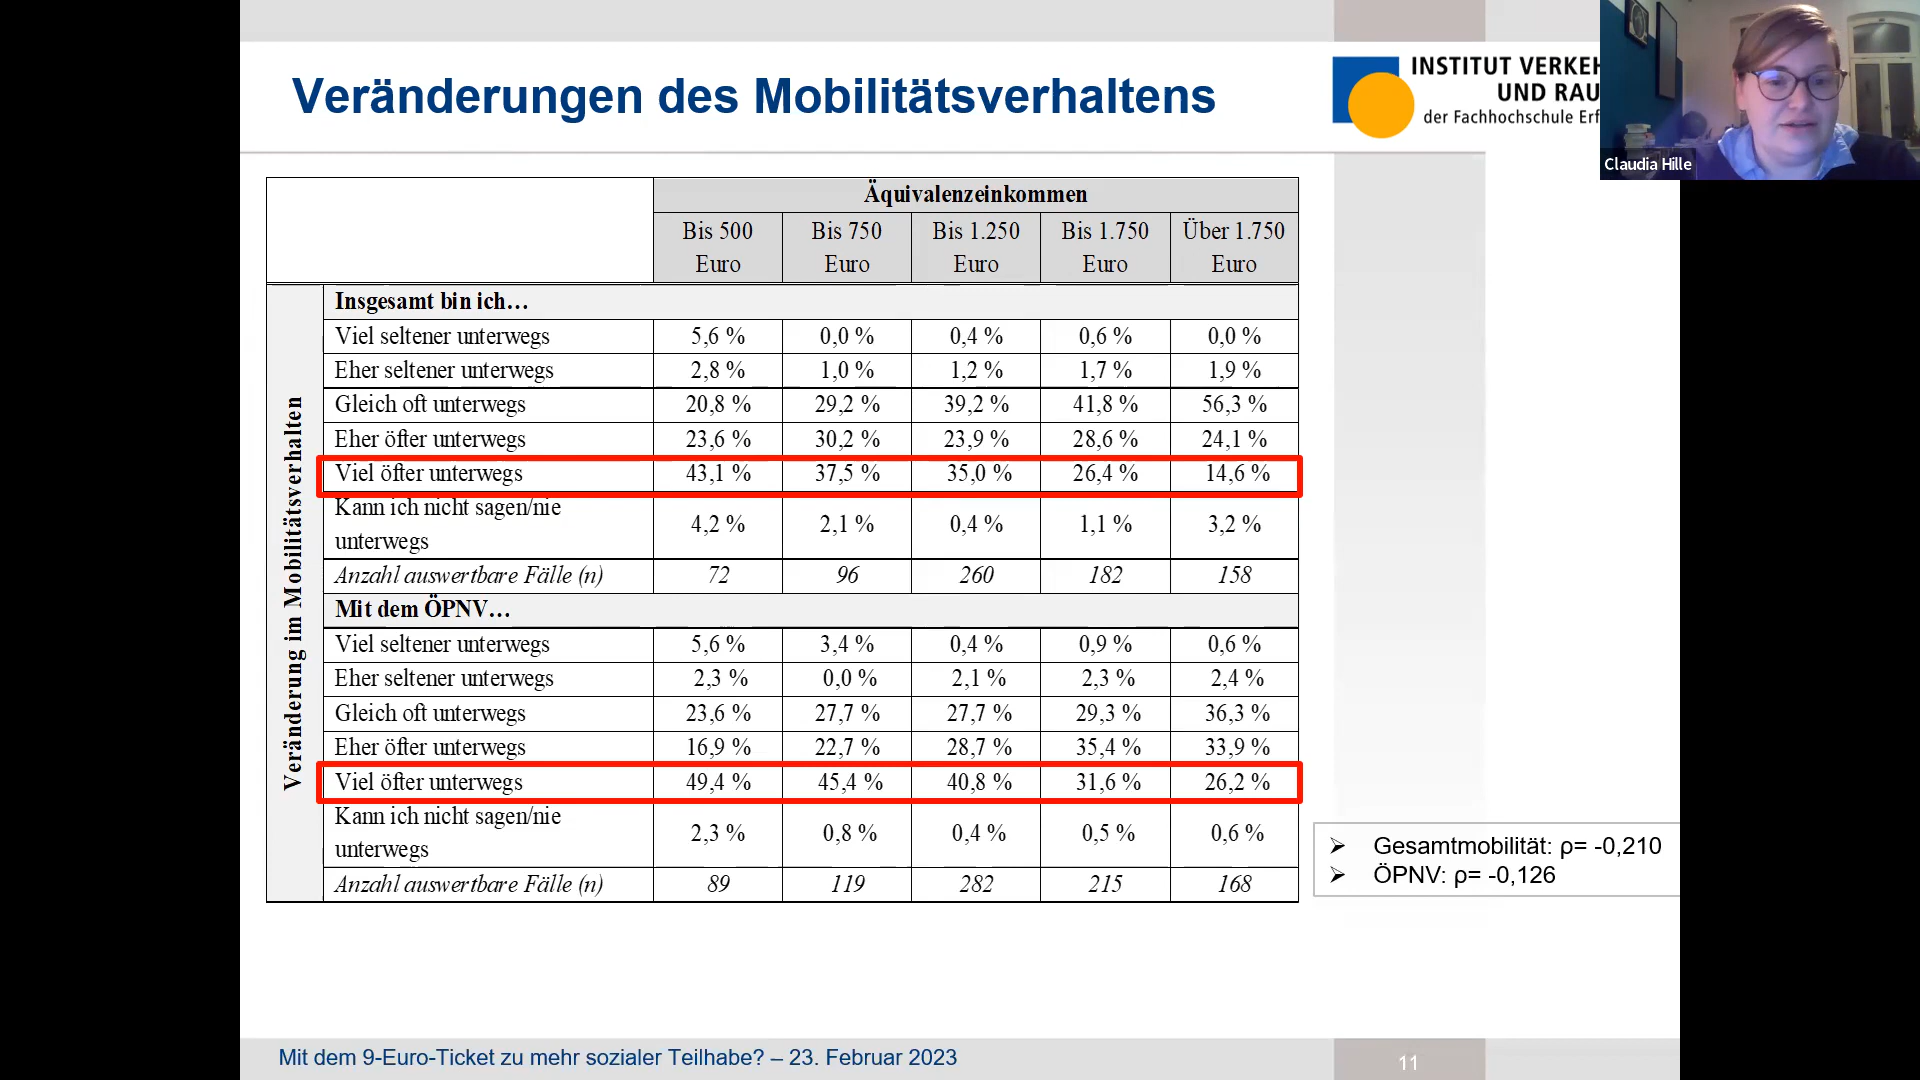 Veränderungen des Mobilitätsverhaltens
INSTITUT VERKEH
UND RAU
der Fachhochschule Erf
Claudia Hille
Äquivalenzeinkommen
Bis 500 Euro Bis 750 Euro Bis 1.250 Euro Bis 1.750 Euro Über 1.750 Euro
Veränderung im Mobilitätsverhalten
Insgesamt bin ich…
Viel seltener unterwegs 5,6 % 0,0 % 0,4 % 0,6 % 0,0 %
Eher seltener unterwegs 2,8 % 1,0 % 1,2 % 1,7 % 1,9 %
Gleich oft unterwegs 20,8 % 29,2 % 39,2 % 41,8 % 56,3 %
Eher öfter unterwegs 23,6 % 30,2 % 23,9 % 28,6 % 24,1 %
Viel öfter unterwegs 43,1 % 37,5 % 35,0 % 26,4 % 14,6 %
Kann ich nicht sagen/nie unterwegs 4,2 % 2,1 % 0,4 % 1,1 % 3,2 %
Anzahl auswertbare Fälle (n) 72 96 260 182 158
Mit dem ÖPNV…
Viel seltener unterwegs 5,6 % 3,4 % 0,4 % 0,9 % 0,6 %
Eher seltener unterwegs 2,3 % 0,0 % 2,1 % 2,3 % 2,4 %
Gleich oft unterwegs 23,6 % 27,7 % 27,7 % 29,3 % 36,3 %
Eher öfter unterwegs 16,9 % 22,7 % 28,7 % 35,4 % 33,9 %
Viel öfter unterwegs 49,4 % 45,4 % 40,8 % 31,6 % 26,2 %
Kann ich nicht sagen/nie unterwegs 2,3 % 0,8 % 0,4 % 0,5 % 0,6 %
Anzahl auswertbare Fälle (n) 89 119 282 215 168
➢ Gesamtmobilität: ρ= -0,210
➢ ÖPNV: ρ= -0,126
Mit dem 9-Euro-Ticket zu mehr sozialer Teilhabe? – 23. Februar 2023
11